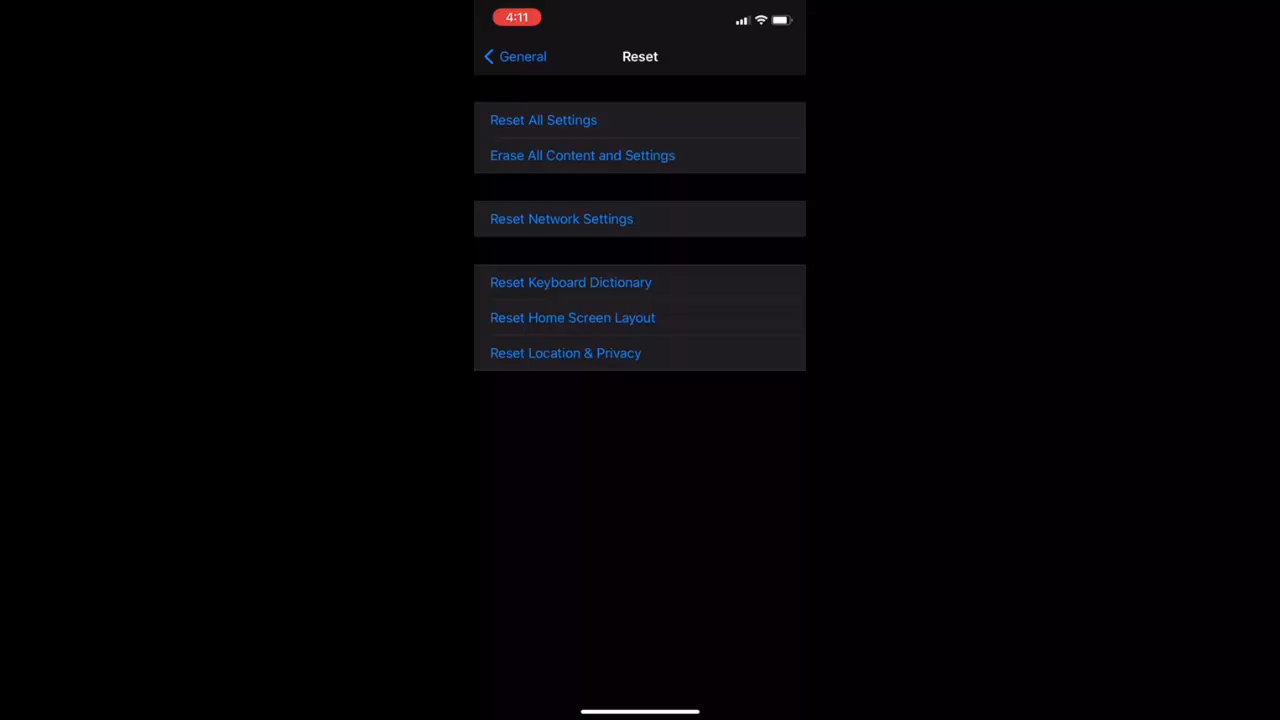 4:11
General
Reset
Reset All Settings
Erase All Content and Settings
Reset Network Settings
Reset Keyboard Dictionary
Reset Home Screen Layout
Reset Location & Privacy